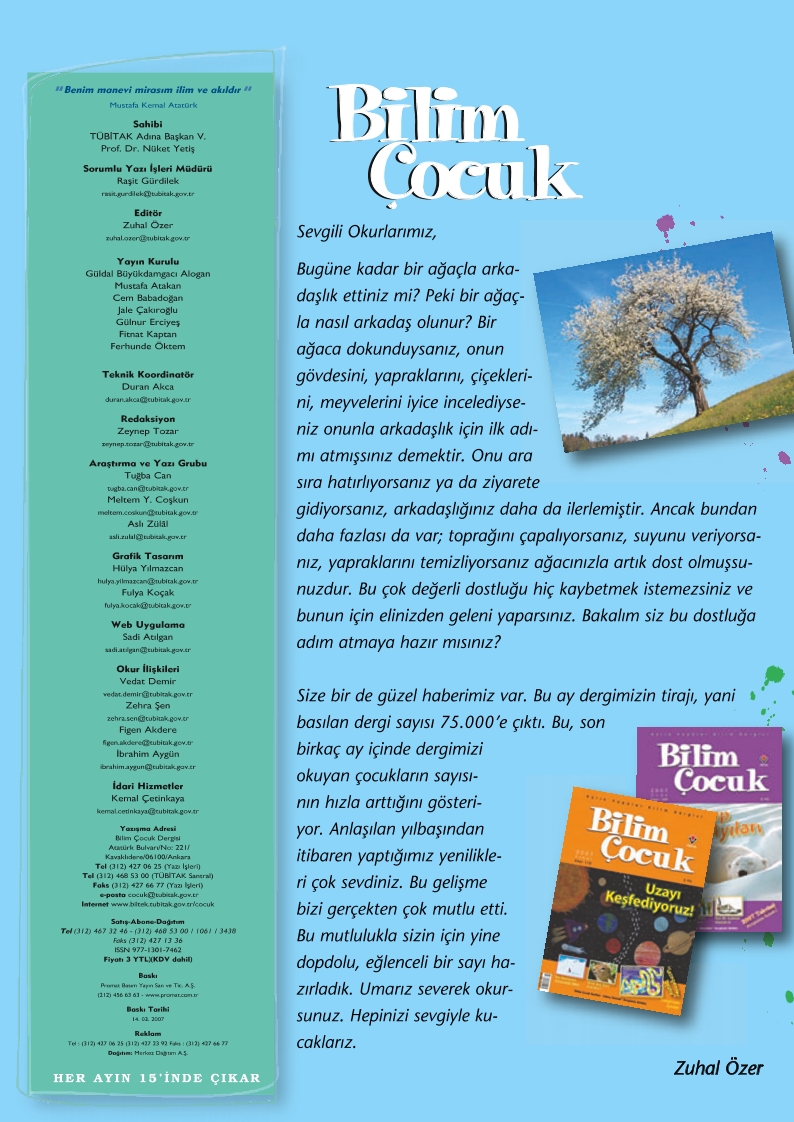 "Benim manevi mirasım ilim ve akıldır "
Mustafa Kemal Atatürk
Sahibi
TÜBİTAK Adına Başkan V.
Prof. Dr. Nüket Yetiş
Sorumlu Yazı İşleri Müdürü
Raşit Gürdilek
rasit.gurdilek@tubitak.gov.tr
Editör
Zuhal Özer
zuhal.ozer@tubitak.gov.tr
Yayın Kurulu
Güldal Büyükdamgacı Alogan
Mustafa Atakan
Cem Babadoğan
Jale Çakıroğlu
Gülnur Erciyeş
Fitnat Kaptan
Ferhunde Öktem
Teknik Koordinatör
Duran Akca
duran.akca@tubitak.gov.tr
Redaksiyon
Zeynep Tozar
zeynep.tozar@tubitak.gov.tr
Araştırma ve Yazı Grubu
Tuğba Can
tugba.can@tubitak.gov.tr
Meltem Y. Coşkun
meltem.coskun@tubitak.gov.tr
Aslı Zülâl
asli.zulal@tubitak.gov.tr
Grafik Tasarım
Hülya Yılmazcan
hulya.yilmazcan@tubitak.gov.tr
Fulya Koçak
fulya.kocak@tubitak.gov.tr
Web Uygulama
Sadi Atılgan
sadi.atılgan@tubitak.gov.tr
Okur İlişkileri
Vedat Demir
vedat.demir@tubitak.gov.tr
Zehra Şen
zehra.sen@tubitak.gov.tr
Figen Akdere
figen.akdere@tubitak.gov.tr
İbrahim Aygün
ibrahim.aygun@tubitak.gov.tr
İdari Hizmetler
Kemal Çetinkaya
kemal.cetinkaya@tubitak.gov.tr
Yazışma Adresi
Bilim Çocuk Dergisi
Atatürk Bulvarı/No: 221/
Kavaklıdere/06100/Ankara
Tel (312) 427 06 25 (Yazı İşleri)
Tel (312) 468 53 00 (TÜBİTAK Santral)
Faks (312) 427 66 77 (Yazı İşleri)
e-posta cocuk@tubitak.gov.tr
İnternet www.biltek.tubitak.gov.tr/cocuk
Satış-Abone-Dağıtım
Tel (312) 467 32 46 - (312) 468 53 00 / 1061 / 3438
Faks (312) 427 13 36
ISSN 977-1301-7462
Fiyatı 3 YTL)(KDV dahil)
Baskı
Promat Basım Yayın San ve Tic. A.Ş.
(212) 456 63 63 - www.promat.com.tr
Baskı Tarihi
14. 03. 2007
Reklam
Tel : (312) 427 06 25 (312) 427 23 92 Faks : (312) 427 66 77
Dağıtım: Merkez Dağıtım A.Ş.
HER AYIN 15'İNDE ÇIKAR
Bilim
Çocuk
Sevgili Okurlarımız,
Bugüne kadar bir ağaçla arka-
daşlık ettiniz mi? Peki bir ağaç-
la nasıl arkadaş olunur? Bir
ağaca dokunduysanız, onun
gövdesini, yapraklarını, çiçekleri-
ni, meyvelerini iyice incelediyse-
niz onunla arkadaşlık için ilk adı-
mı atmışsınız demektir. Onu ara
sıra hatırlıyorsanız ya da ziyarete
gidiyorsanız, arkadaşlığınız daha da ilerlemiştir. Ancak bundan
daha fazlası da var; toprağını çapalıyorsanız, suyunu veriyorsa-
nız, yapraklarını temizliyorsanız ağacınızla artık dost olmuşsu-
nuzdur. Bu çok değerli dostluğu hiç kaybetmek istemezsiniz ve
bunun için elinizden geleni yaparsınız. Bakalım siz bu dostluğa
adım atmaya hazır mısınız?
Size bir de güzel haberimiz var. Bu ay dergimizin tirajı, yani
basılan dergi sayısı 75.000'e çıktı. Bu, son
birkaç ay içinde dergimizi
okuyan çocukların sayısı-
nın hızla arttığını gösteri-
yor. Anlaşılan yılbaşından
itibaren yaptığımız yenilikle-
ri çok sevdiniz. Bu gelişme
bizi gerçekten çok mutlu etti.
Bu mutlulukla sizin için yine
dopdolu, eğlenceli bir sayı ha-
zırladık. Umarız severek okur-
sunuz. Hepinizi sevgiyle ku-
caklarız.
Zuhal Özer
Bilim
Çocuk
Bilim
Çocuk
Uzayı
Keşfediyoruz!